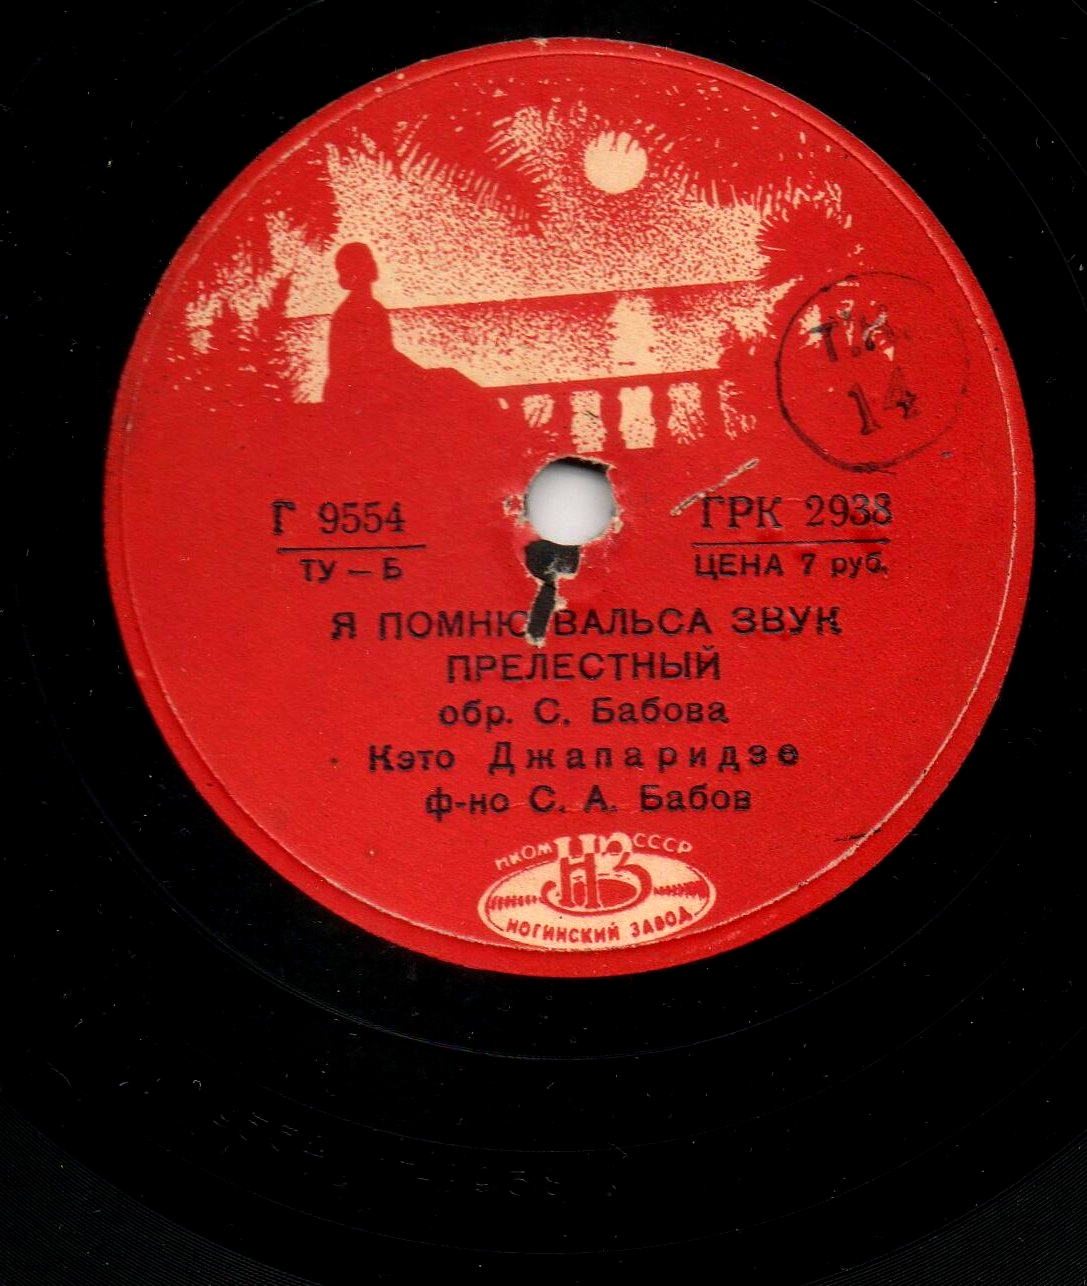 Т.К.
14
Г 9554
ТУ — Б
ГРК 2938
ЦЕНА 7 руб.
Я ПОМНЮ ВАЛЬСА ЗВУК
ПРЕЛЕСТНЫЙ
обр. С. Бабова
Кэто Джапаридзе
ф-но С. А. Бабов
НКОМ НЗ СССР
НОГИНСКИЙ ЗАВОД